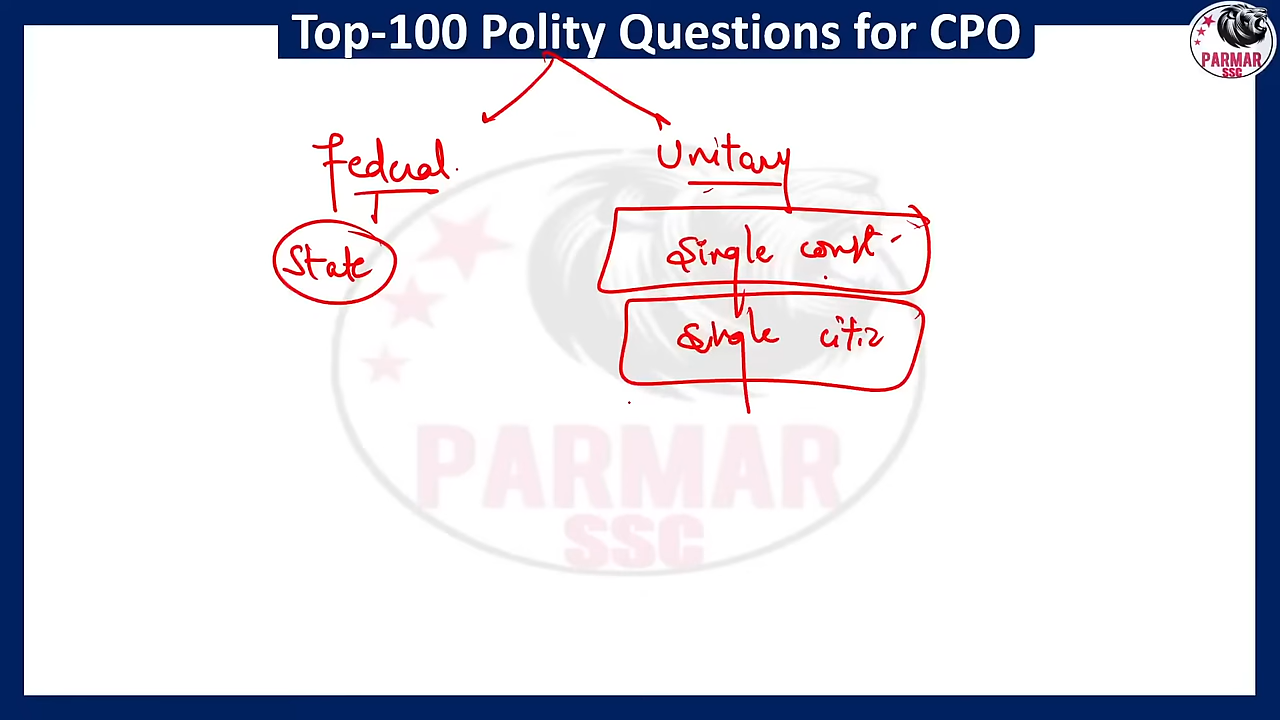 Top-100 Polity Questions for CPO
PARMAR
SSC
Federal
Unitary
State
Single const
Single citiz
PARMAR
SSC